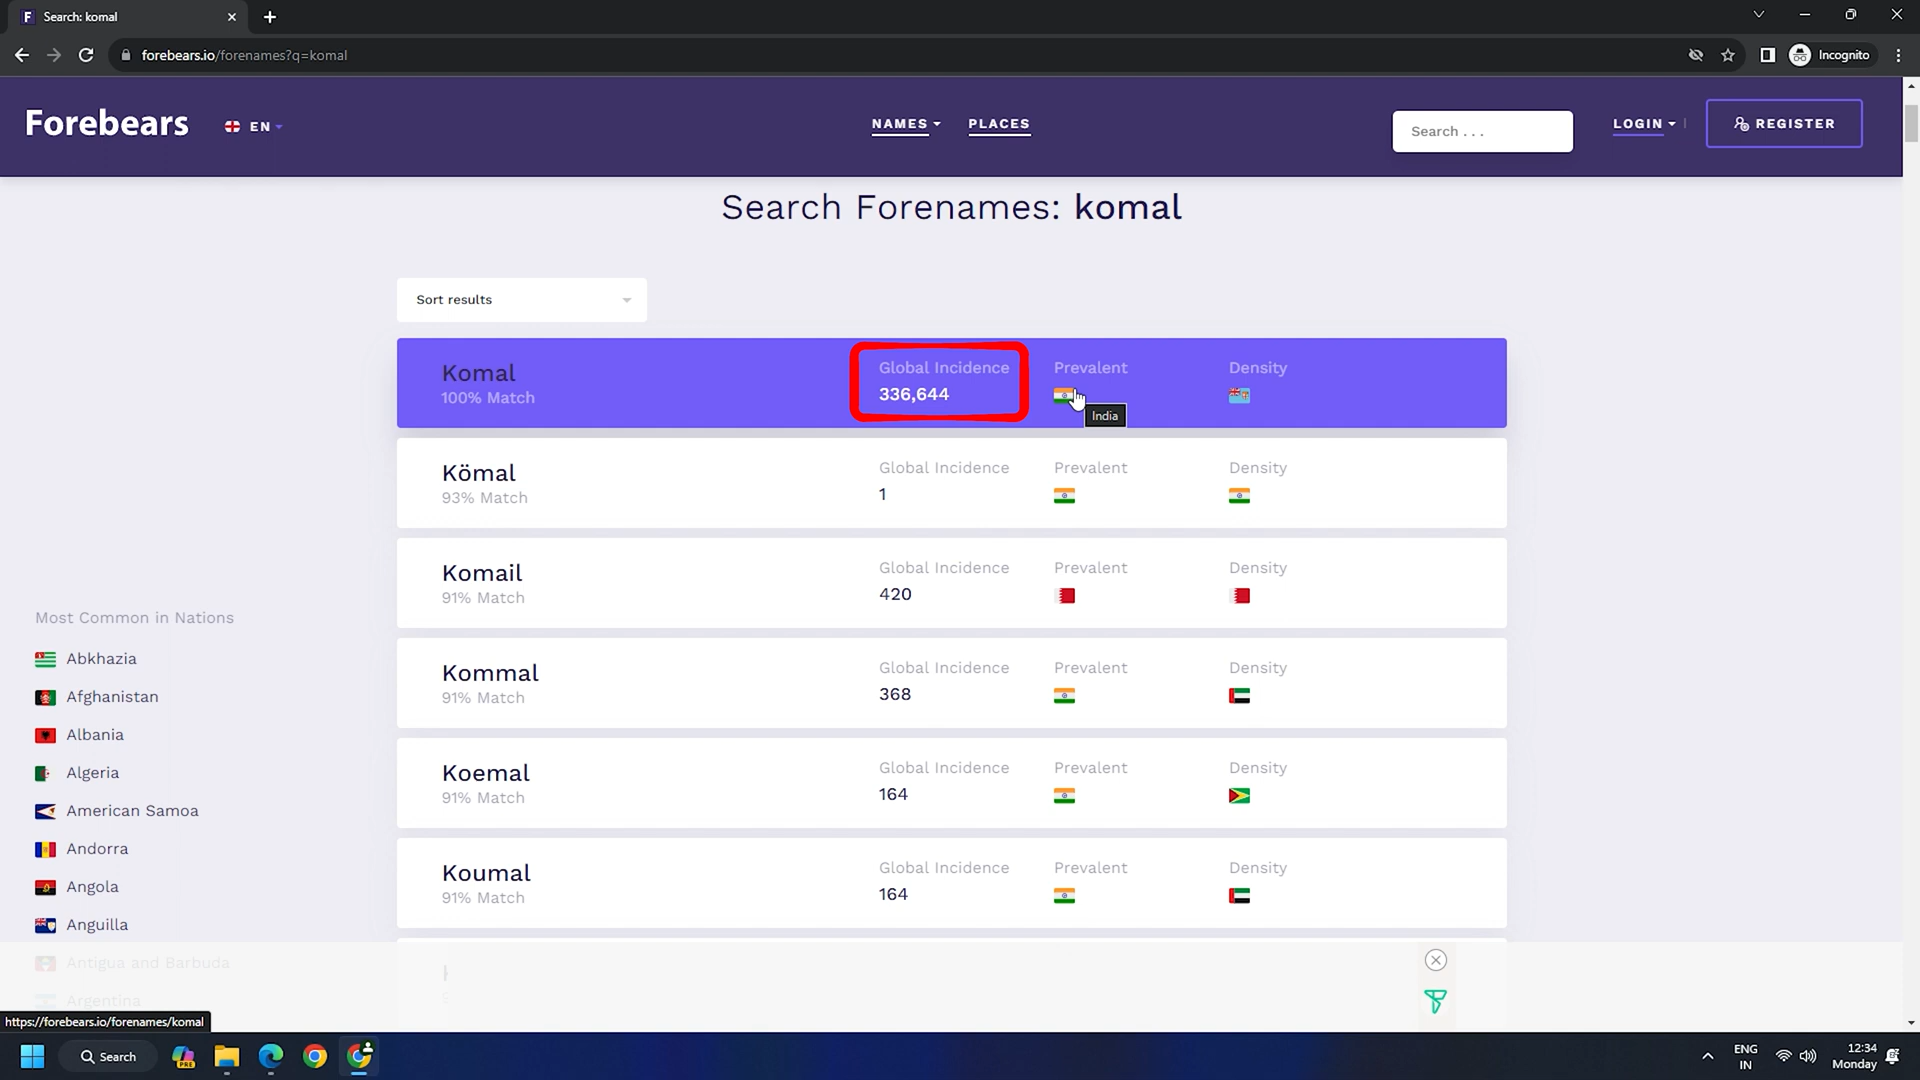 Search: komal
forebears.io/forenames?q=komal
Incognito
Forebears
EN
NAMES
PLACES
Search . . .
LOGIN
REGISTER
Search Forenames: komal
Sort results
Komal
100% Match
Global Incidence
336,644
Prevalent
India
Density
Kömal
93% Match
Global Incidence
1
Prevalent
Density
Komail
91% Match
Global Incidence
420
Prevalent
Density
Kommal
91% Match
Global Incidence
368
Prevalent
Density
Koemal
91% Match
Global Incidence
164
Prevalent
Density
Koumal
91% Match
Global Incidence
164
Prevalent
Density
Most Common in Nations
Abkhazia
Afghanistan
Albania
Algeria
American Samoa
Andorra
Angola
Anguilla
Antigua and Barbuda
Argentina
https://forebears.io/forenames/komal
Search
PRE
ENG
IN
12:34
Monday